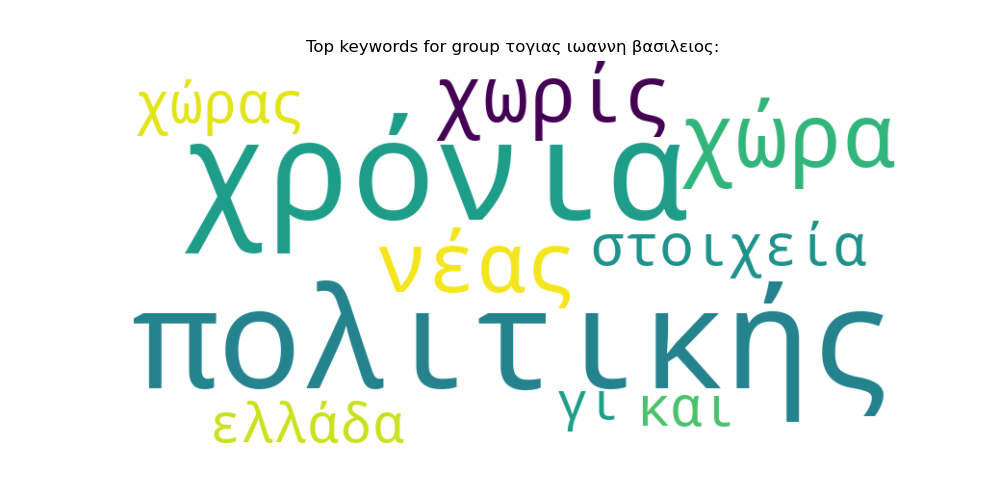 Top keywords for group τογιας ιωαννη βασιλειος:
χώρας
χωρίς
χώρα
χρόνια
νέας
στοιχεία
πολιτικής
ελλάδα
γι
και